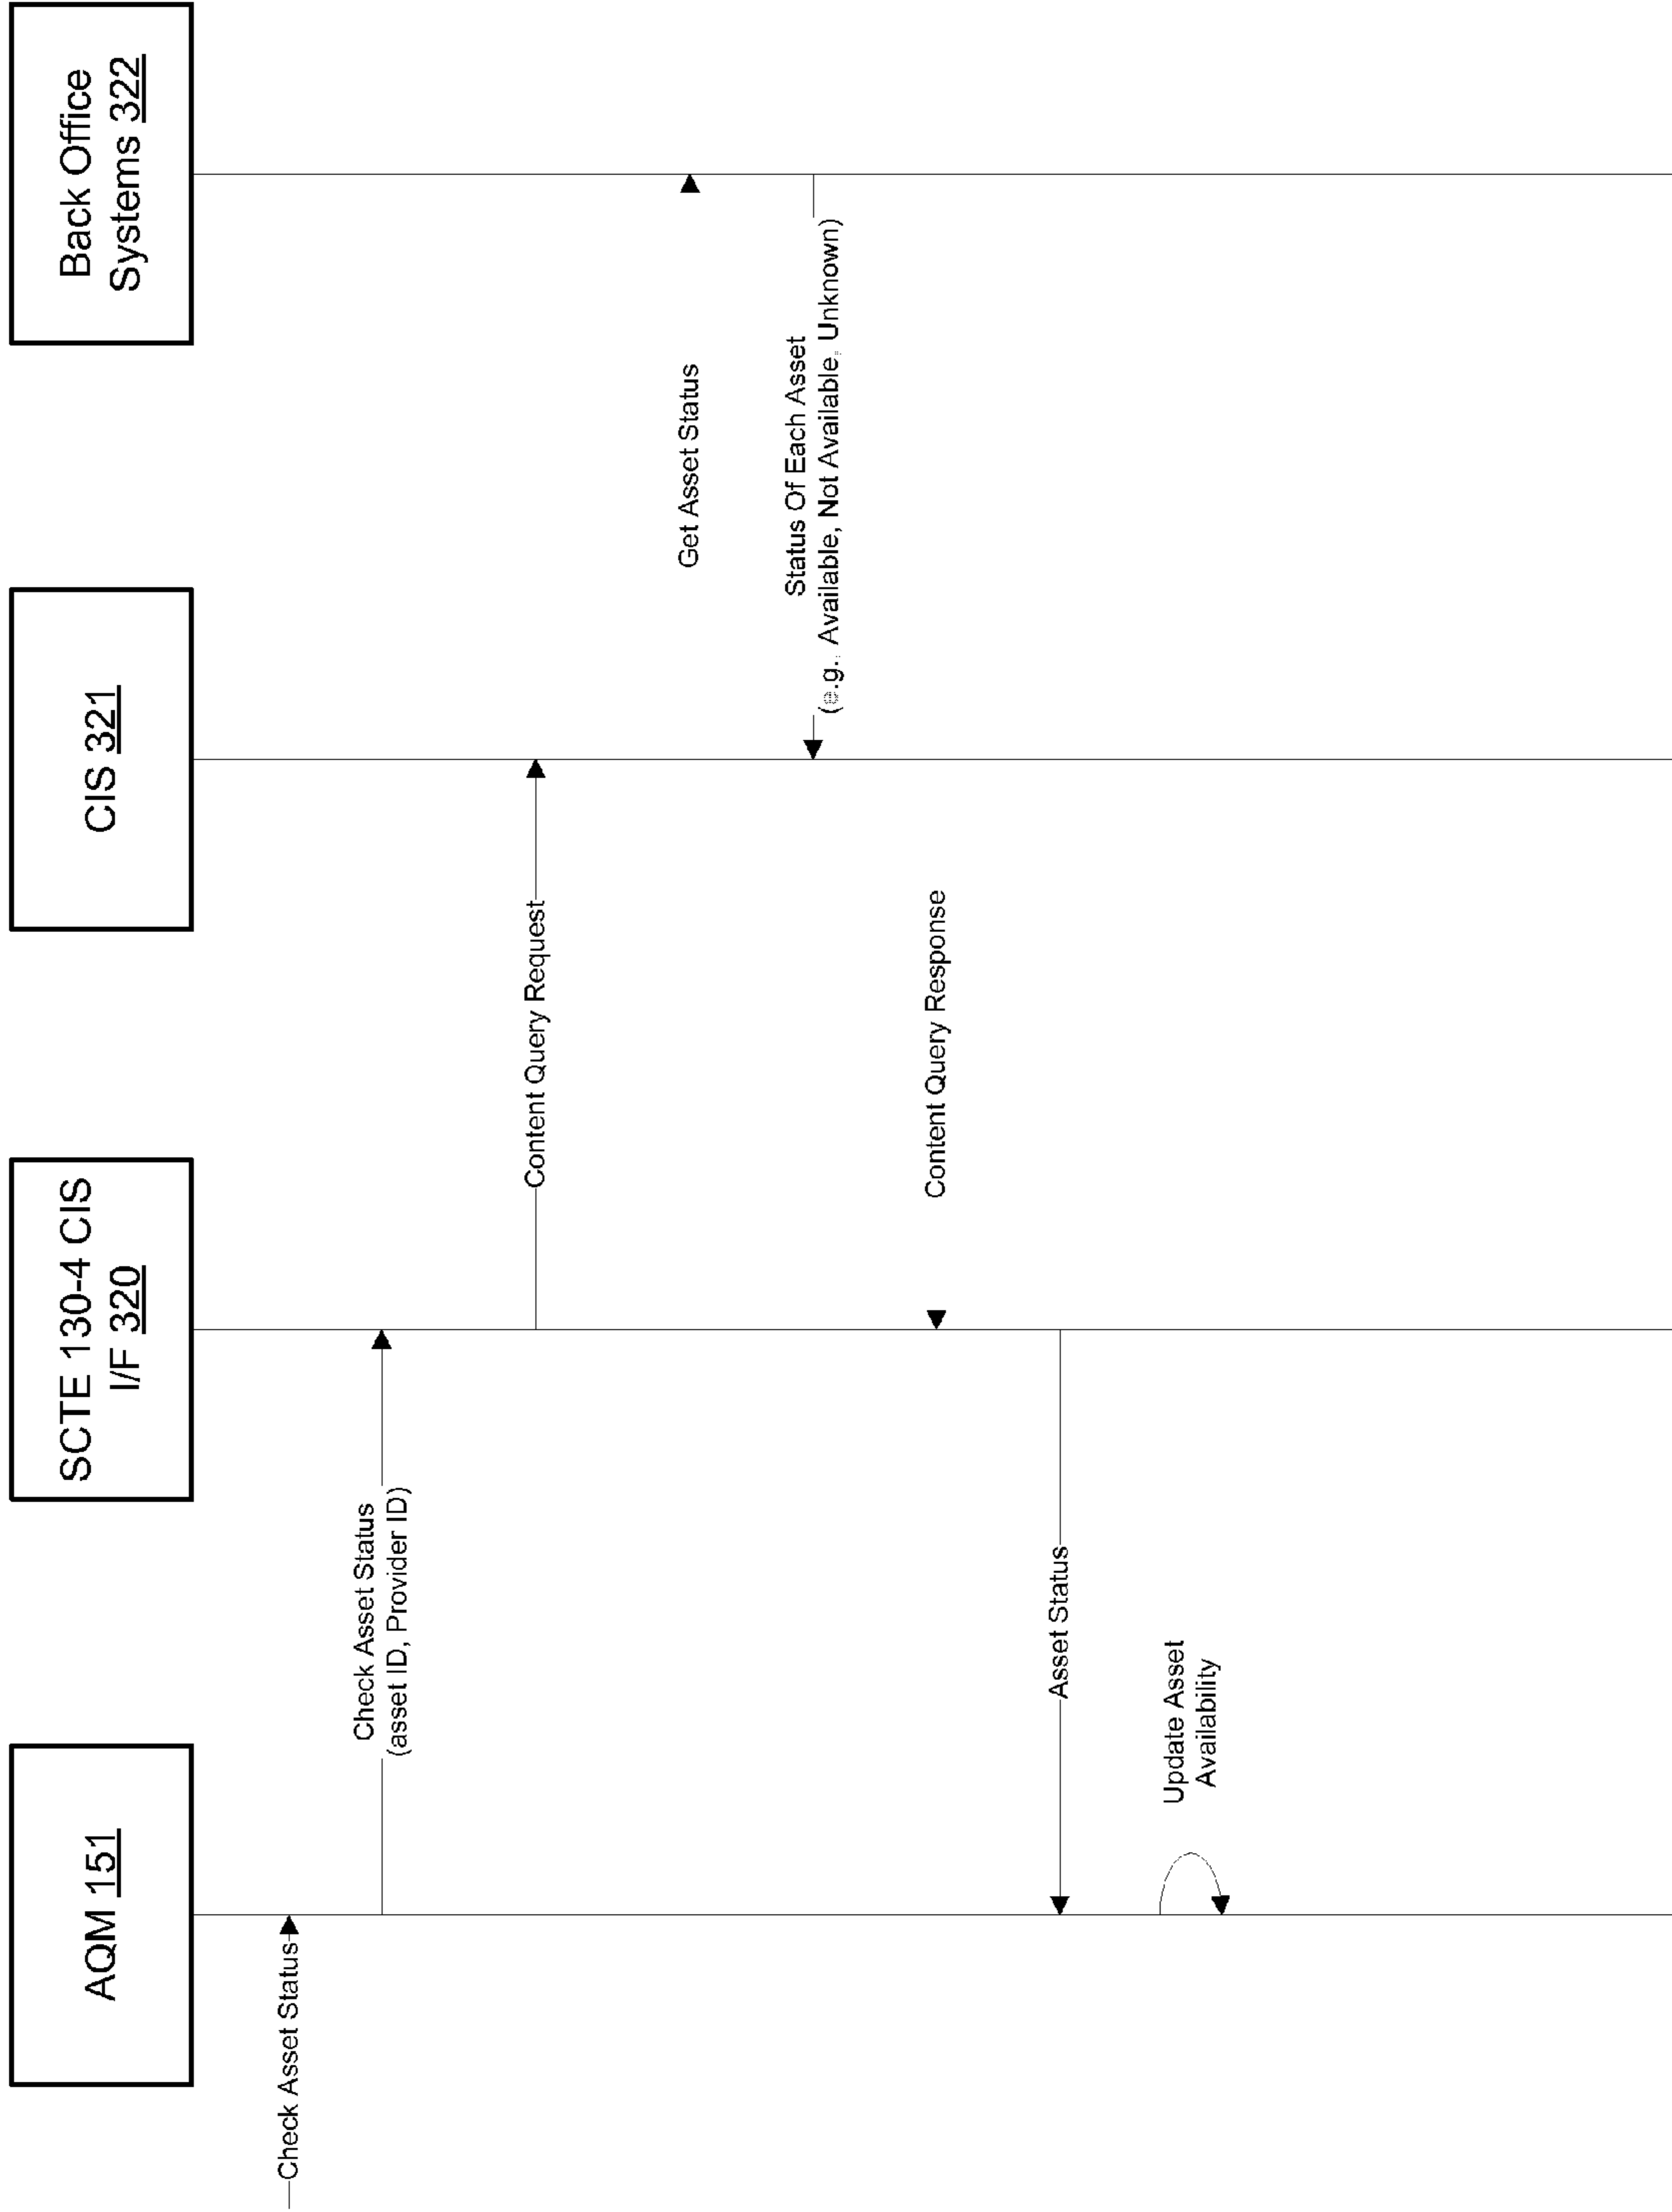 AQM 151
SCTE 130-4 CIS
I/F 320
CIS 321
Back Office
Systems 322
Check Asset Status
Check Asset Status
(asset ID, Provider ID)
Content Query Request
Get Asset Status
Status Of Each Asset
(e.g., Available, Not Available, Unknown)
Content Query Response
Asset Status
Update Asset
Availability